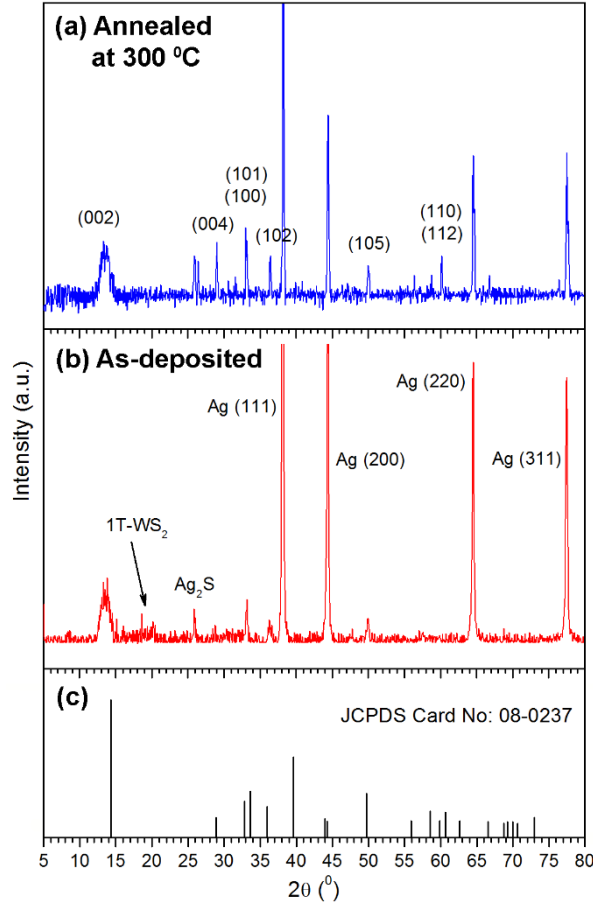 (a) Annealed
at 300 ⁰C
(002)
(004)
(101)
(100)
(102)
(105)
(110)
(112)
(b) As-deposited
Ag (111)
Ag (200)
Ag (220)
Ag (311)
1T-WS₂
Ag₂S
Intensity (a.u.)
(c)
JCPDS Card No: 08-0237
5 10 15 20 25 30 35 40 45 50 55 60 65 70 75 80
2θ (⁰)